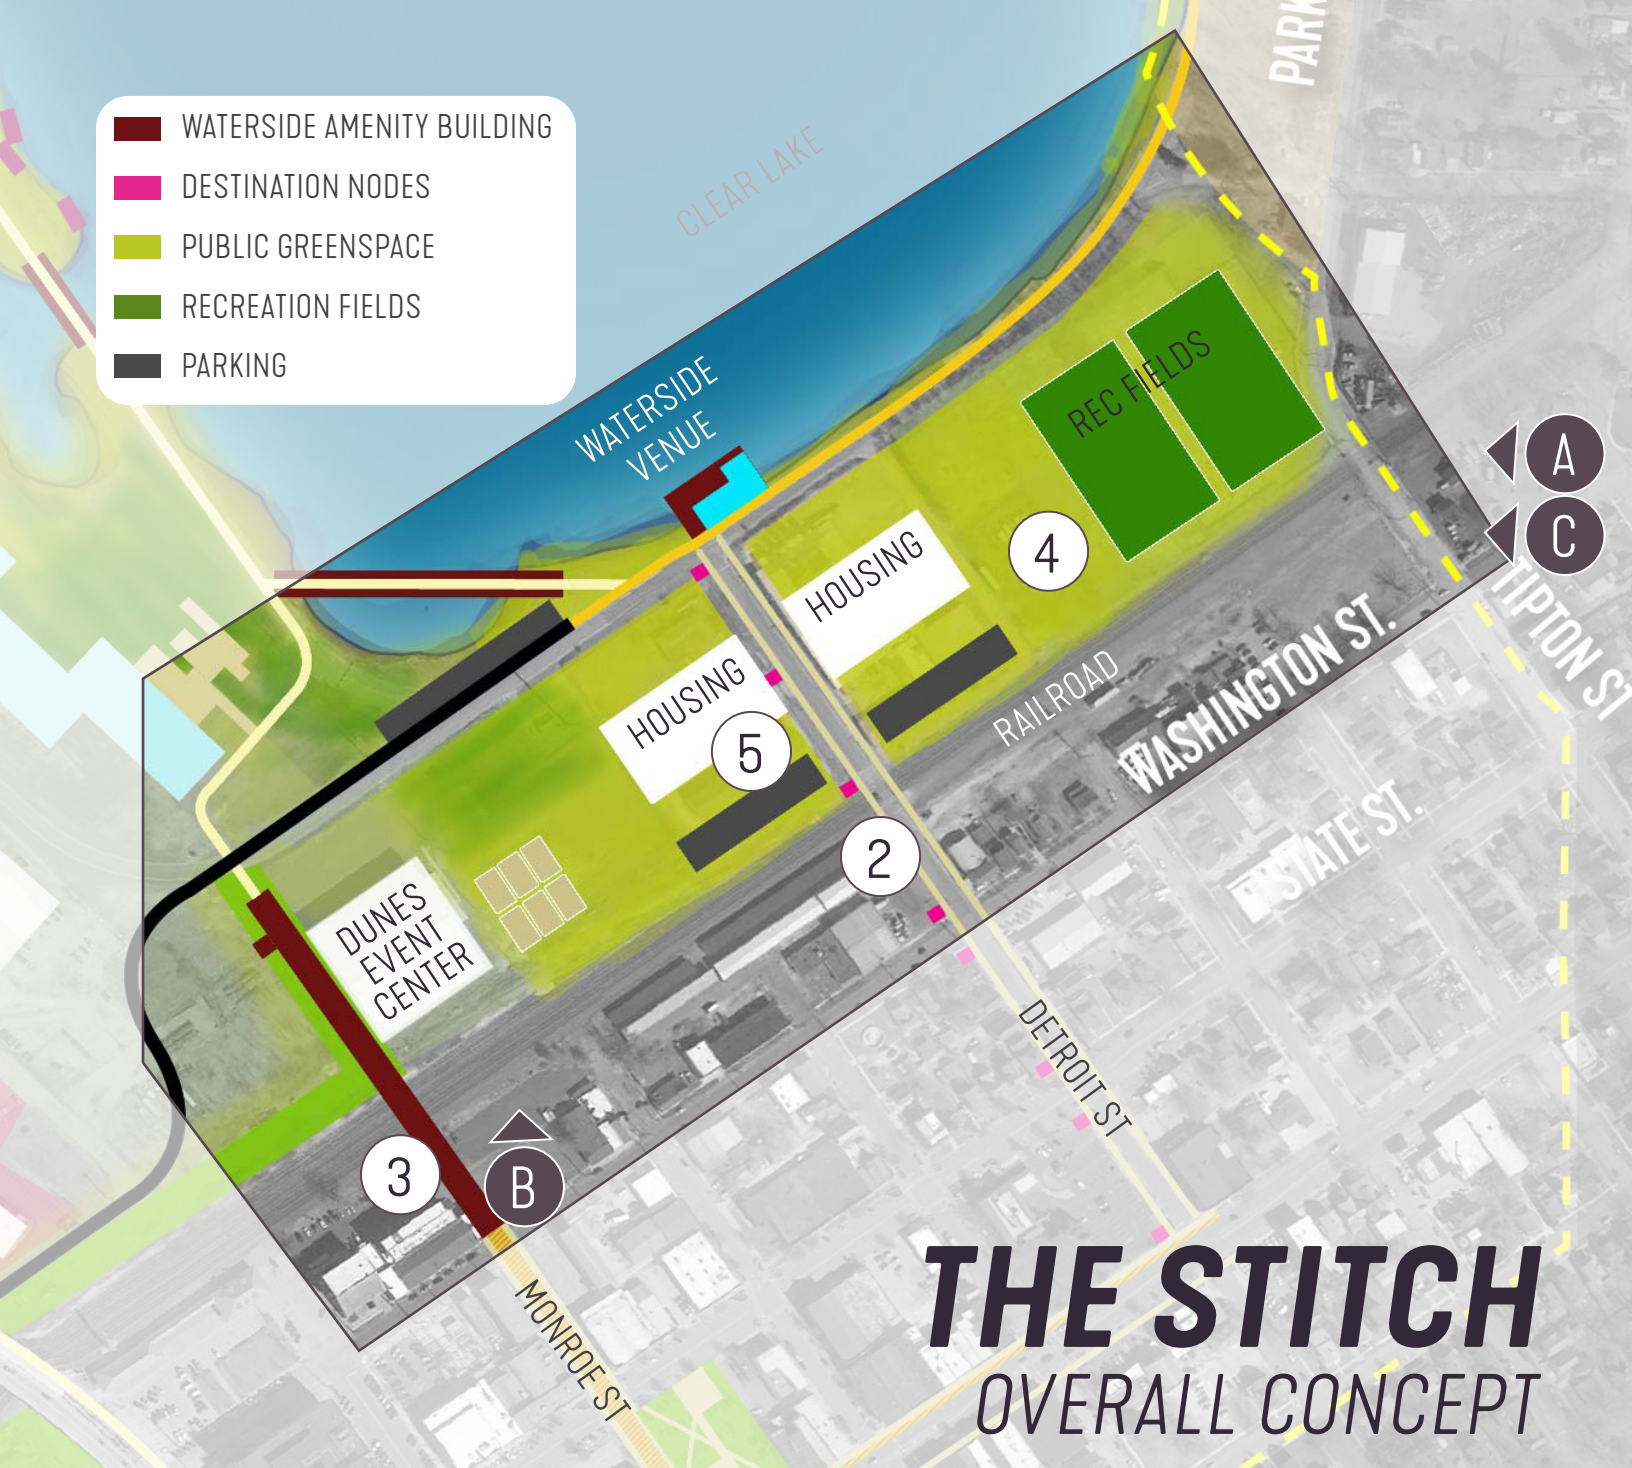 PARK
WATERSIDE AMENITY BUILDING
DESTINATION NODES
PUBLIC GREENSPACE
RECREATION FIELDS
PARKING
CLEAR LAKE
WATERSIDE
VENUE
REC FIELDS
A
C
4
HOUSING
HOUSING
5
RAILROAD
WASHINGTON ST.
TIPTON ST
STATE ST.
2
DUNES
EVENT
CENTER
DETROIT ST
3
B
MONROE ST
THE STITCH
OVERALL CONCEPT